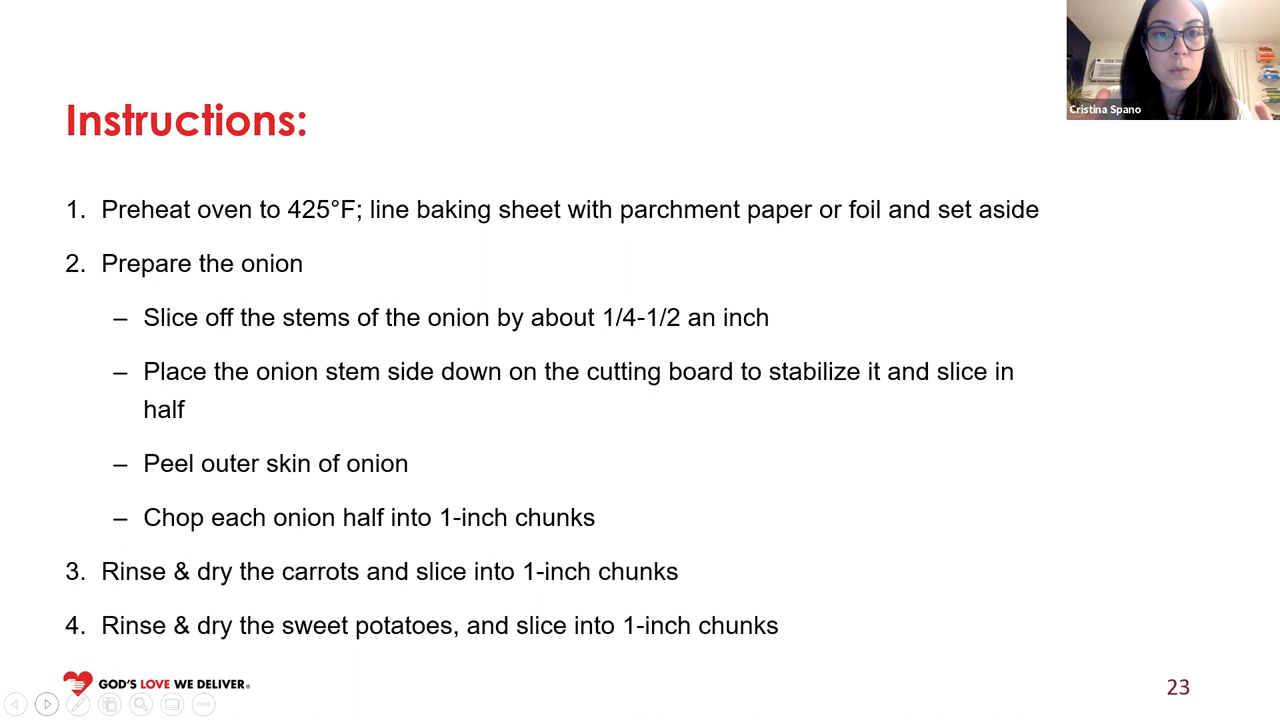 Cristina Spano
Instructions:
1. Preheat oven to 425°F; line baking sheet with parchment paper or foil and set aside
2. Prepare the onion
– Slice off the stems of the onion by about 1/4-1/2 an inch
– Place the onion stem side down on the cutting board to stabilize it and slice in
half
– Peel outer skin of onion
– Chop each onion half into 1-inch chunks
3. Rinse & dry the carrots and slice into 1-inch chunks
4. Rinse & dry the sweet potatoes, and slice into 1-inch chunks
GOD'S LOVE WE DELIVER®
23